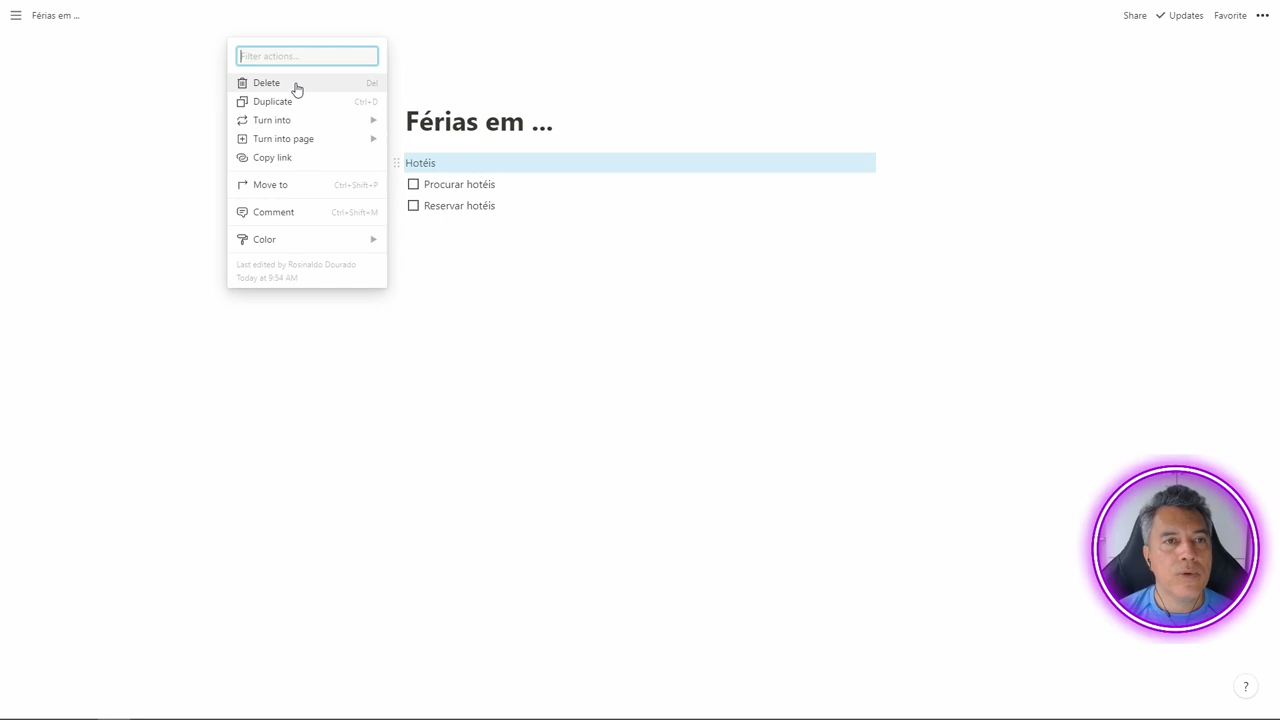 Férias em ...
Share
Updates
Favorite
Filter actions...
Delete Del
Duplicate Ctrl+D
Turn into
Turn into page
Copy link
Move to Ctrl+Shift+P
Comment Ctrl+Shift+M
Color
Last edited by Rosinaldo Dourado
Today at 9:54 AM
Férias em ...
Hotéis
Procurar hotéis
Reservar hotéis
?